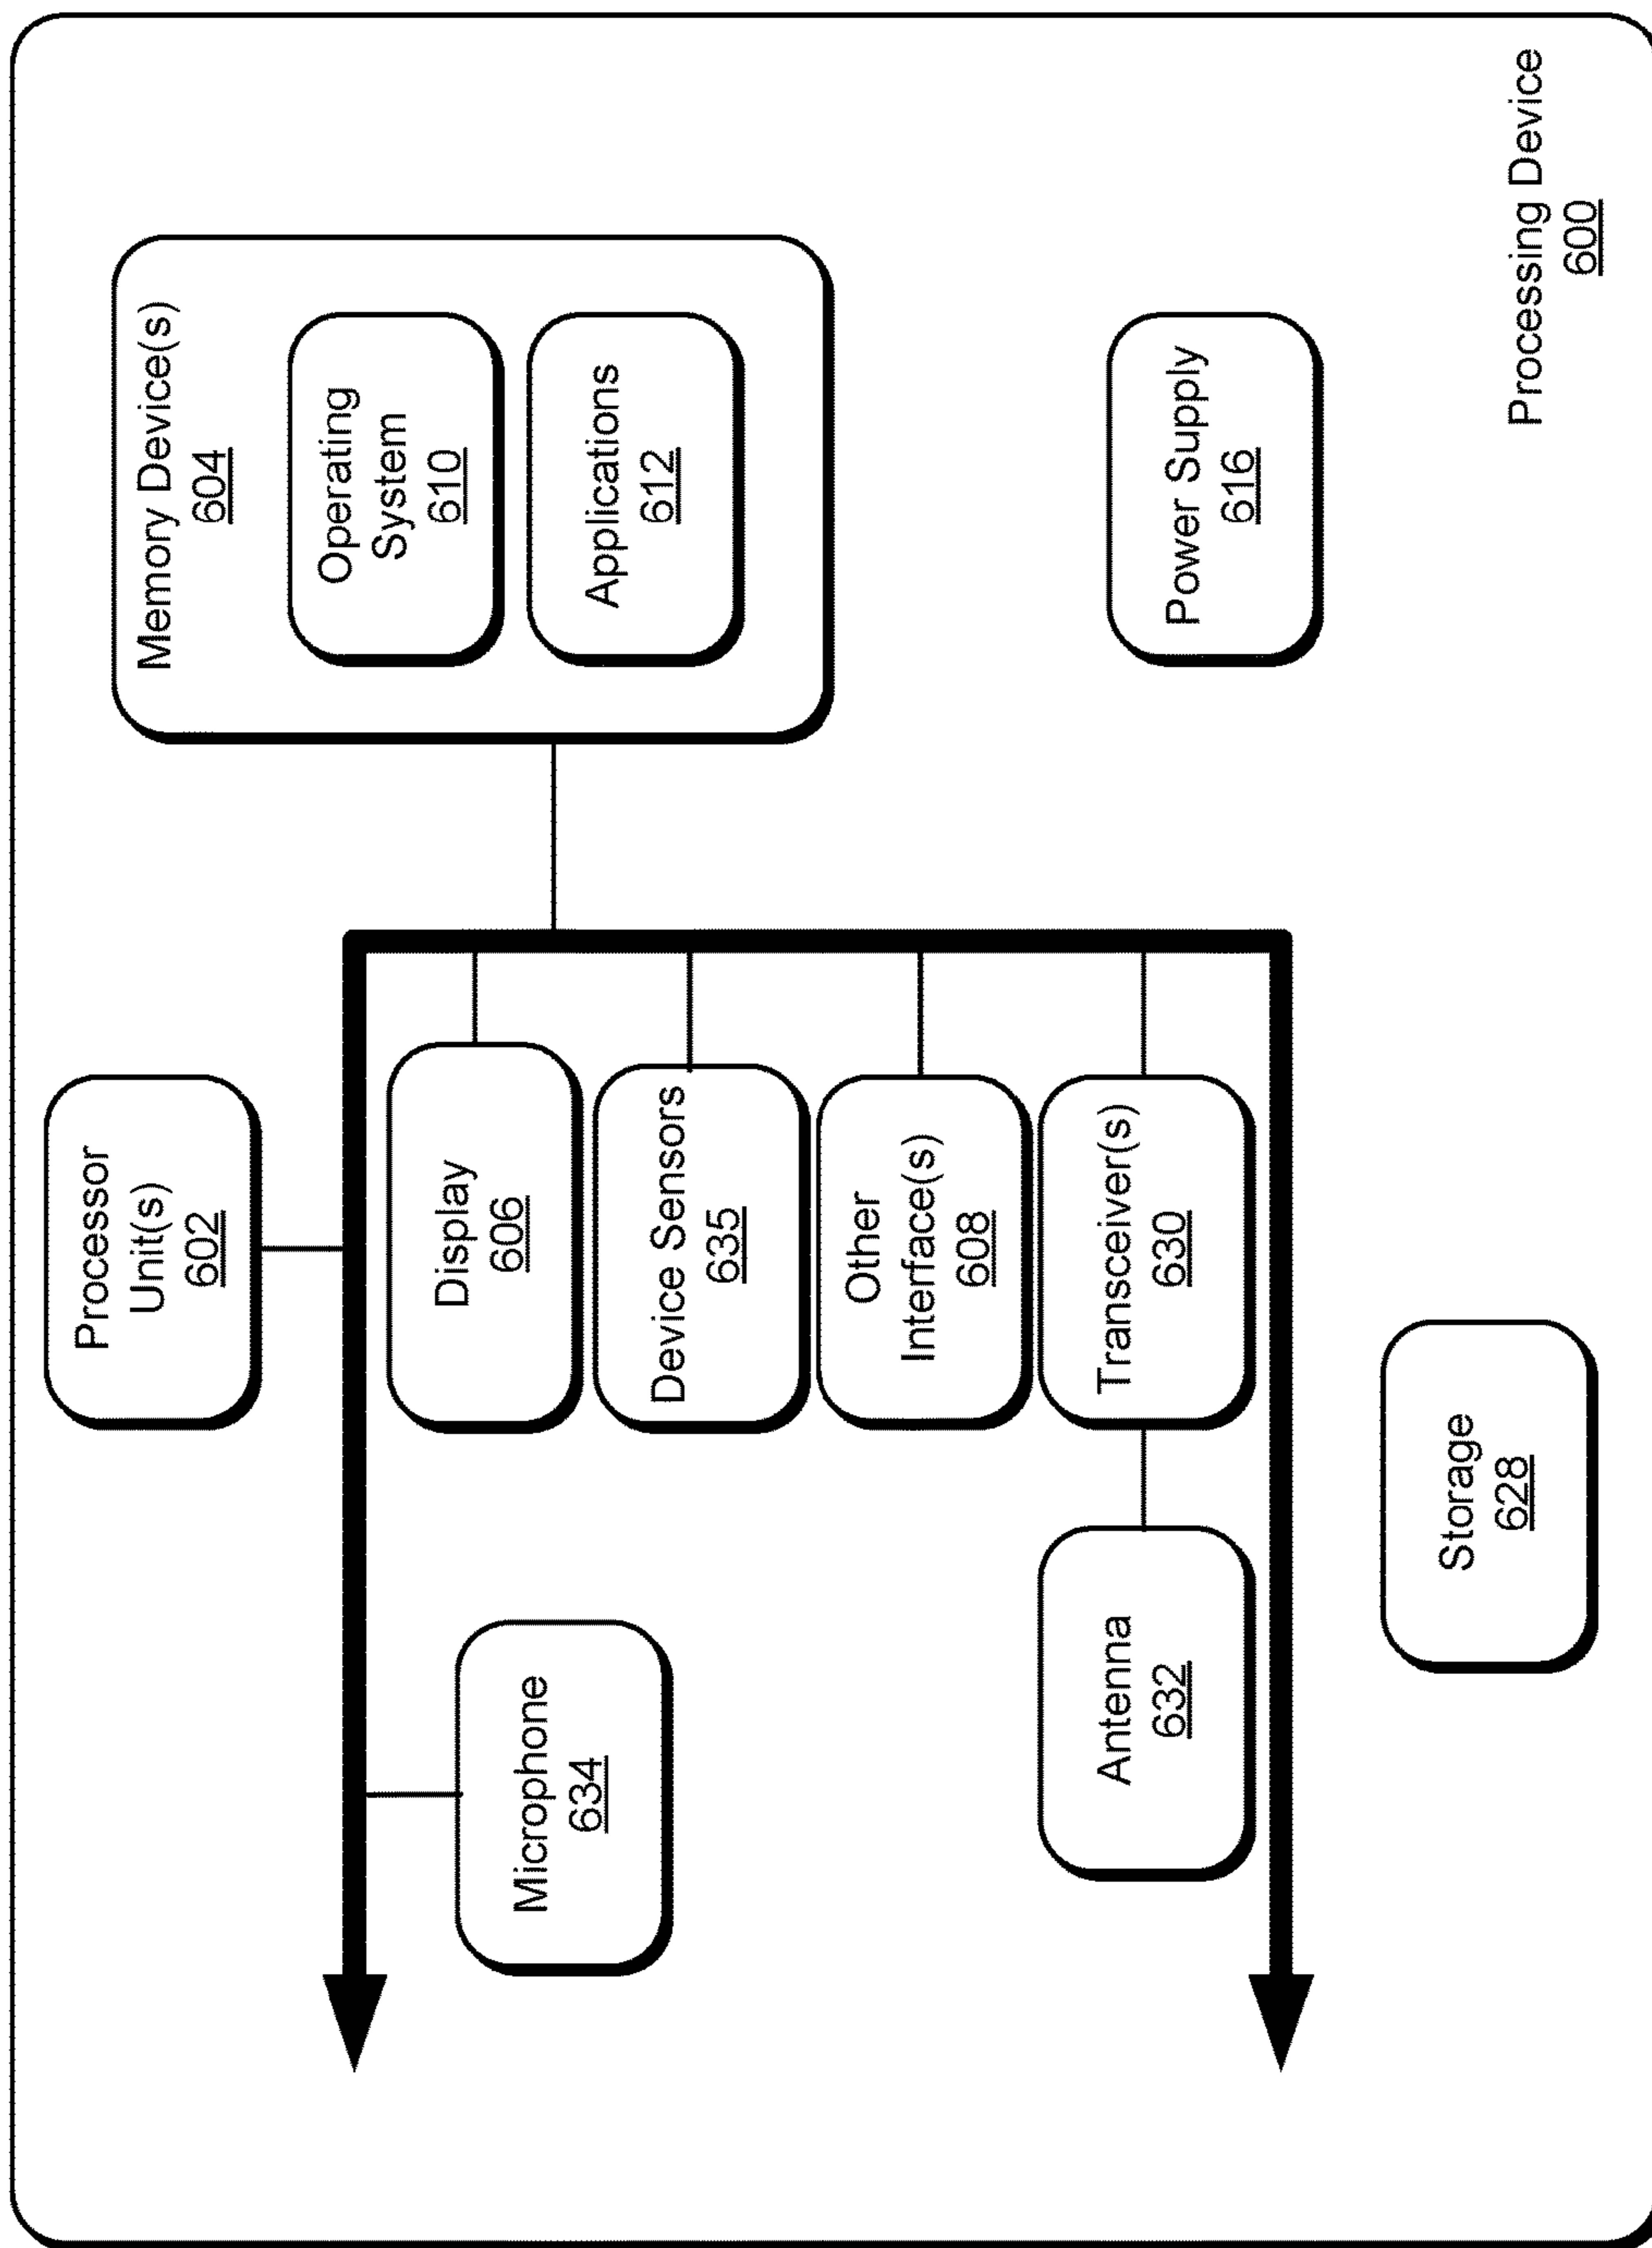 Processor
Unit(s)
602
Memory Device(s)
604
Operating
System
610
Applications
612
Display
606
Device Sensors
635
Other
Interface(s)
608
Transceiver(s)
630
Microphone
634
Antenna
632
Power Supply
616
Storage
628
Processing Device
600